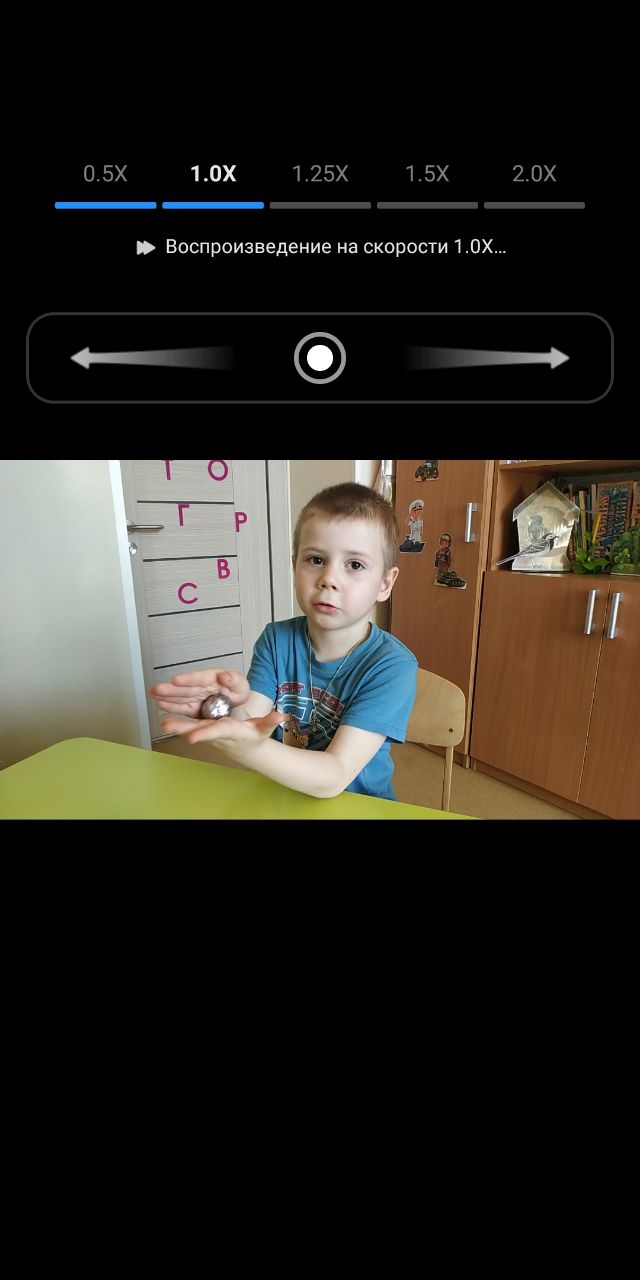 0.5X 1.0X 1.25X 1.5X 2.0X
Воспроизведение на скорости 1.0X...
Т О
Г Р
В
С